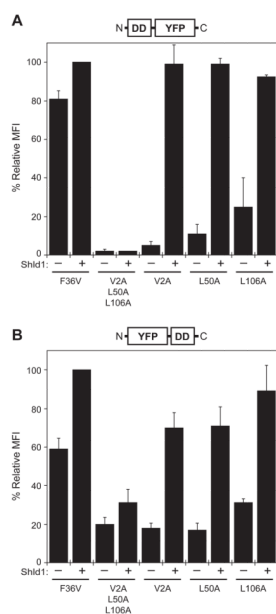 A
N DD YFP C
100
80
60
40
20
0
% Relative MFI
Shld1: – + – + – + – + – +
F36V V2A V2A L50A L106A
L50A
L106A
B
N YFP DD C
100
80
60
40
20
0
% Relative MFI
Shld1: – + – + – + – + – +
F36V V2A V2A L50A L106A
L50A
L106A